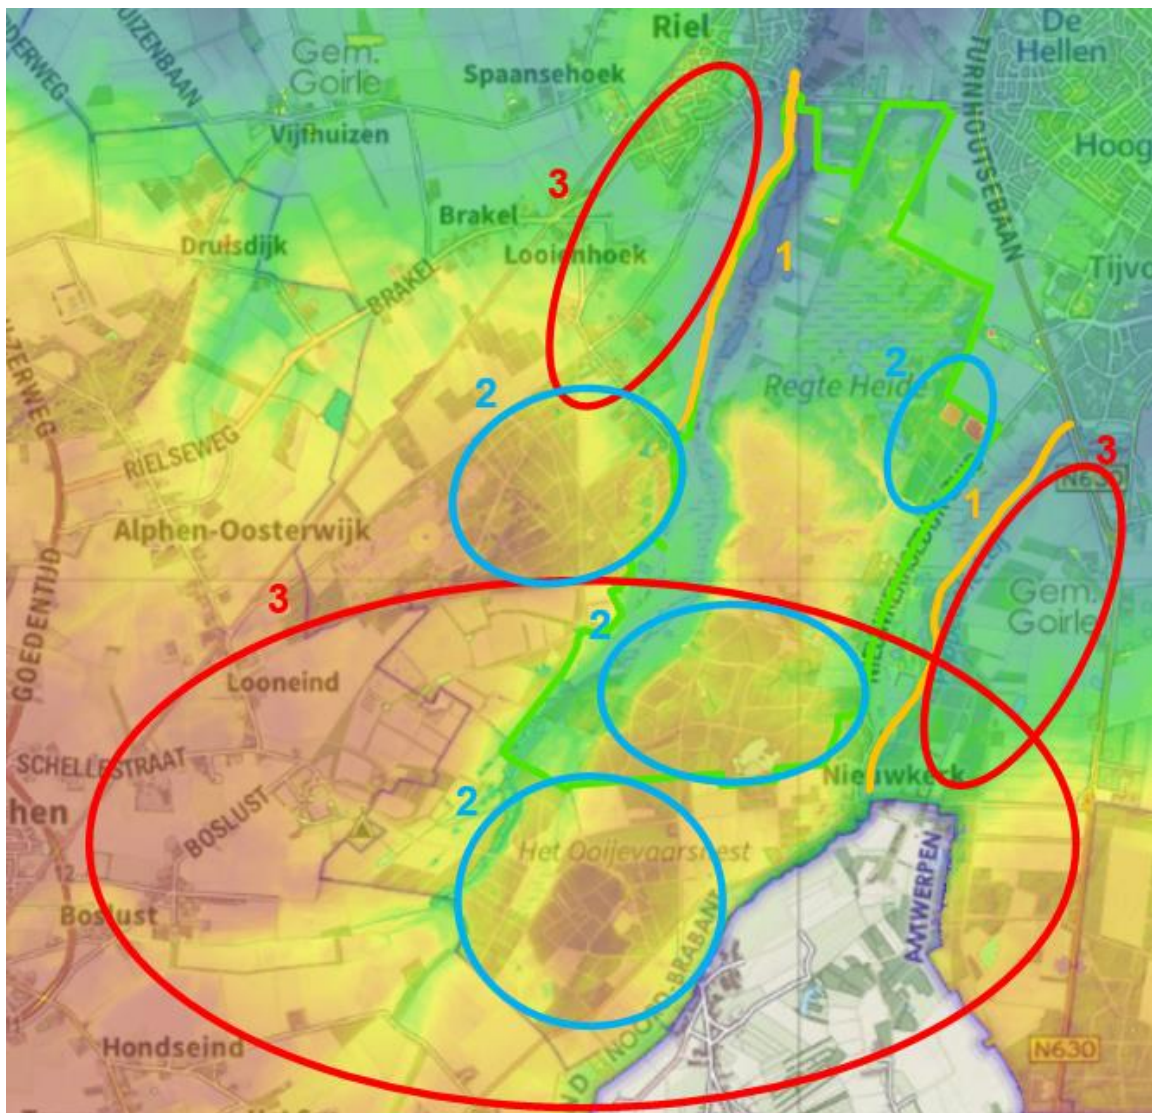 Riel
De
Hellen
Gem.
Goirle
Spaansehoek
TURNHOUTSEBAAN
Vijfhuizen
Hoog
3
Brakel
Druisdijk
Looienhoek
1
Tijvo
BRAKEL
2
2
Regte Heide
RIELSEWEG
3
1
N630
Alphen-Oosterwijk
GOEDENTIJD
3
Gem.
Goirle
2
Looneind
SCHELLESTRAAT
Nieuwkerk
2
hen
BOSLUST
Het Ooijevaarsnest
12
Boslust
ANTWERPEN
NOORD-BRABANT
Hondseind
N630